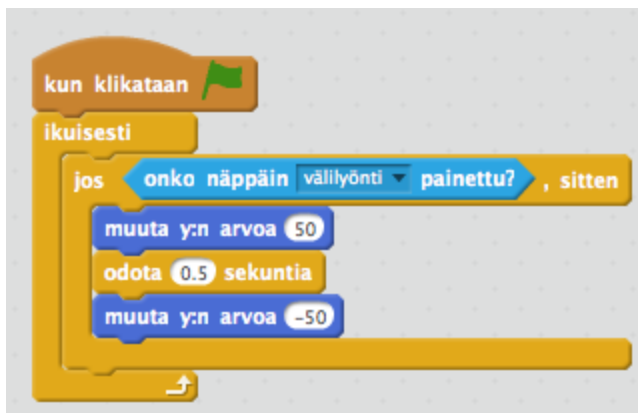 kun klikataan
ikuisesti
jos onko näppäin välilyönti painettu? , sitten
muuta y:n arvoa 50
odota 0.5 sekuntia
muuta y:n arvoa -50